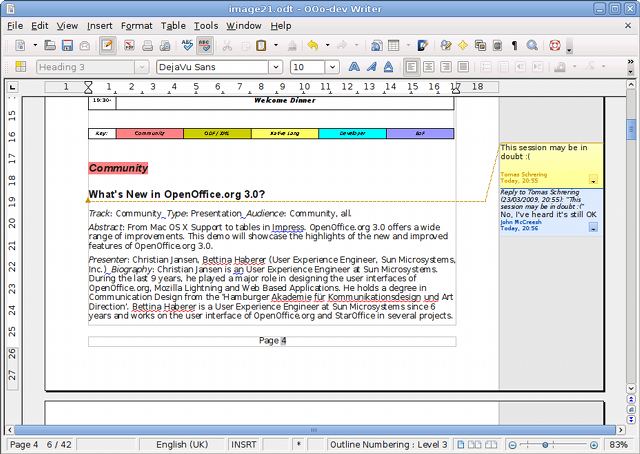 image21.odt - OOo-dev Writer
File Edit View Insert Format Table Tools Window Help
Heading 3 DejaVu Sans 10
1 1 2 3 4 5 6 7 8 9 10 11 12 13 14 15 16 17 18
19:30- Welcome Dinner
Key: Community ODF / XML Native Lang Developer BoF
Community
What's New in OpenOffice.org 3.0?
Track: Community, Type: Presentation, Audience: Community, all.
Abstract: From Mac OS X Support to tables in Impress. OpenOffice.org 3.0 offers a wide
range of improvements. This demo will showcase the highlights of the new and improved
features of OpenOffice.org 3.0.
Presenter: Christian Jansen, Bettina Haberer (User Experience Engineer, Sun Microsystems,
Inc.), Biography: Christian Jansen is an User Experience Engineer at Sun Microsystems.
During the last 9 years, he played a major role in designing the user interfaces of
OpenOffice.org, Mozilla Lightning and Web Based Applications. He holds a degree in
Communication Design from the 'Hamburger Akademie für Kommunikationsdesign und Art
Direction'. Bettina Haberer is a User Experience Engineer at Sun Microsystems since 6
years and works on the user interface of OpenOffice.org and StarOffice in several projects.
Page 4
This session may be in
doubt :(
Tomas Schrering
Today, 20:55
Reply to Tomas Schrering
(23/03/2009, 20:55): "This
session may be in doubt :("
No, I've heard it's still OK
John McCreesh
Today, 20:56
15
16
17
18
19
20
21
22
23
24
25
26
27
Page 4 6 / 42 English (UK) INSRT * Outline Numbering : Level 3 83%